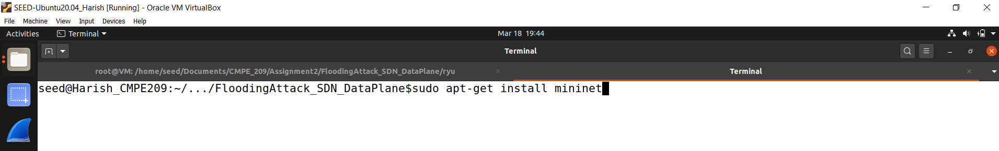 SEED-Ubuntu20.04_Harish [Running] - Oracle VM VirtualBox
File Machine View Input Devices Help
Activities Terminal Mar 18 19:44
Terminal
root@VM: /home/seed/Documents/CMPE_209/Assignment2/FloodingAttack_SDN_DataPlane/ryu Terminal
seed@Harish_CMPE209:~/.../FloodingAttack_SDN_DataPlane$sudo apt-get install mininet